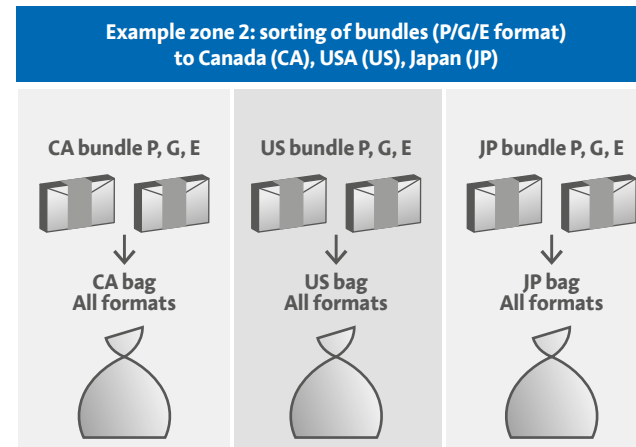 Example zone 2: sorting of bundles (P/G/E format)
to Canada (CA), USA (US), Japan (JP)
CA bundle P, G, E
CA bag
All formats
US bundle P, G, E
US bag
All formats
JP bundle P, G, E
JP bag
All formats